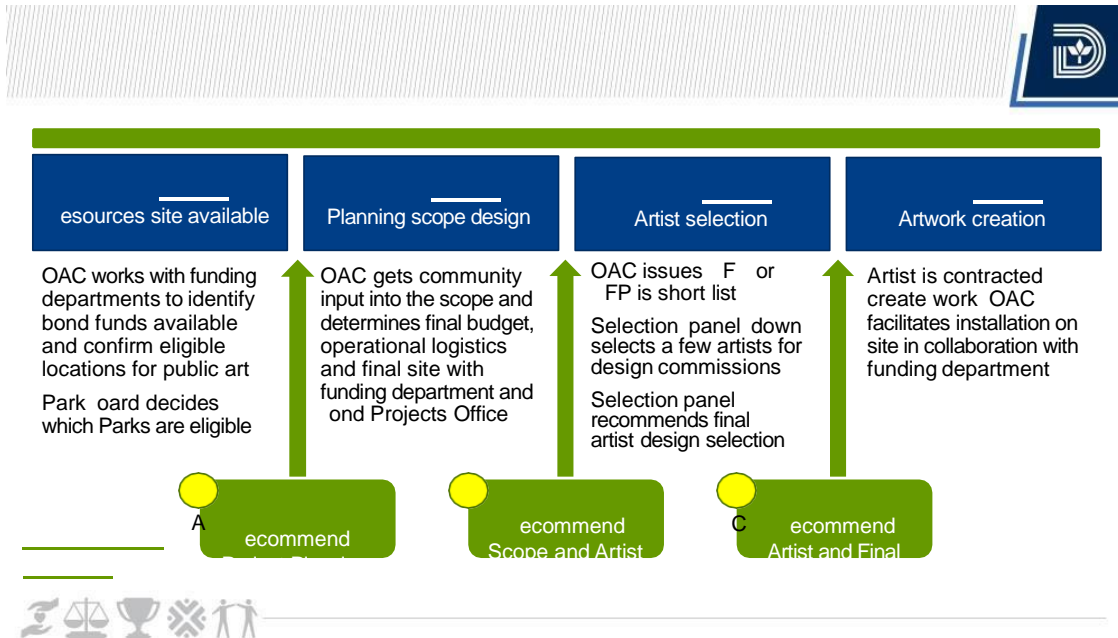 esources site available
OAC works with funding
departments to identify
bond funds available
and confirm eligible
locations for public art
Park oard decides
which Parks are eligible
Planning scope design
OAC gets community
input into the scope and
determines final budget,
operational logistics
and final site with
funding department and
ond Projects Office
Artist selection
OAC issues F or
FP is short list
Selection panel down
selects a few artists for
design commissions
Selection panel
recommends final
artist design selection
Artwork creation
Artist is contracted
create work OAC
facilitates installation on
site in collaboration with
funding department
A
ecommend
ecommend
Scope and Artist
C
ecommend
Artist and Final